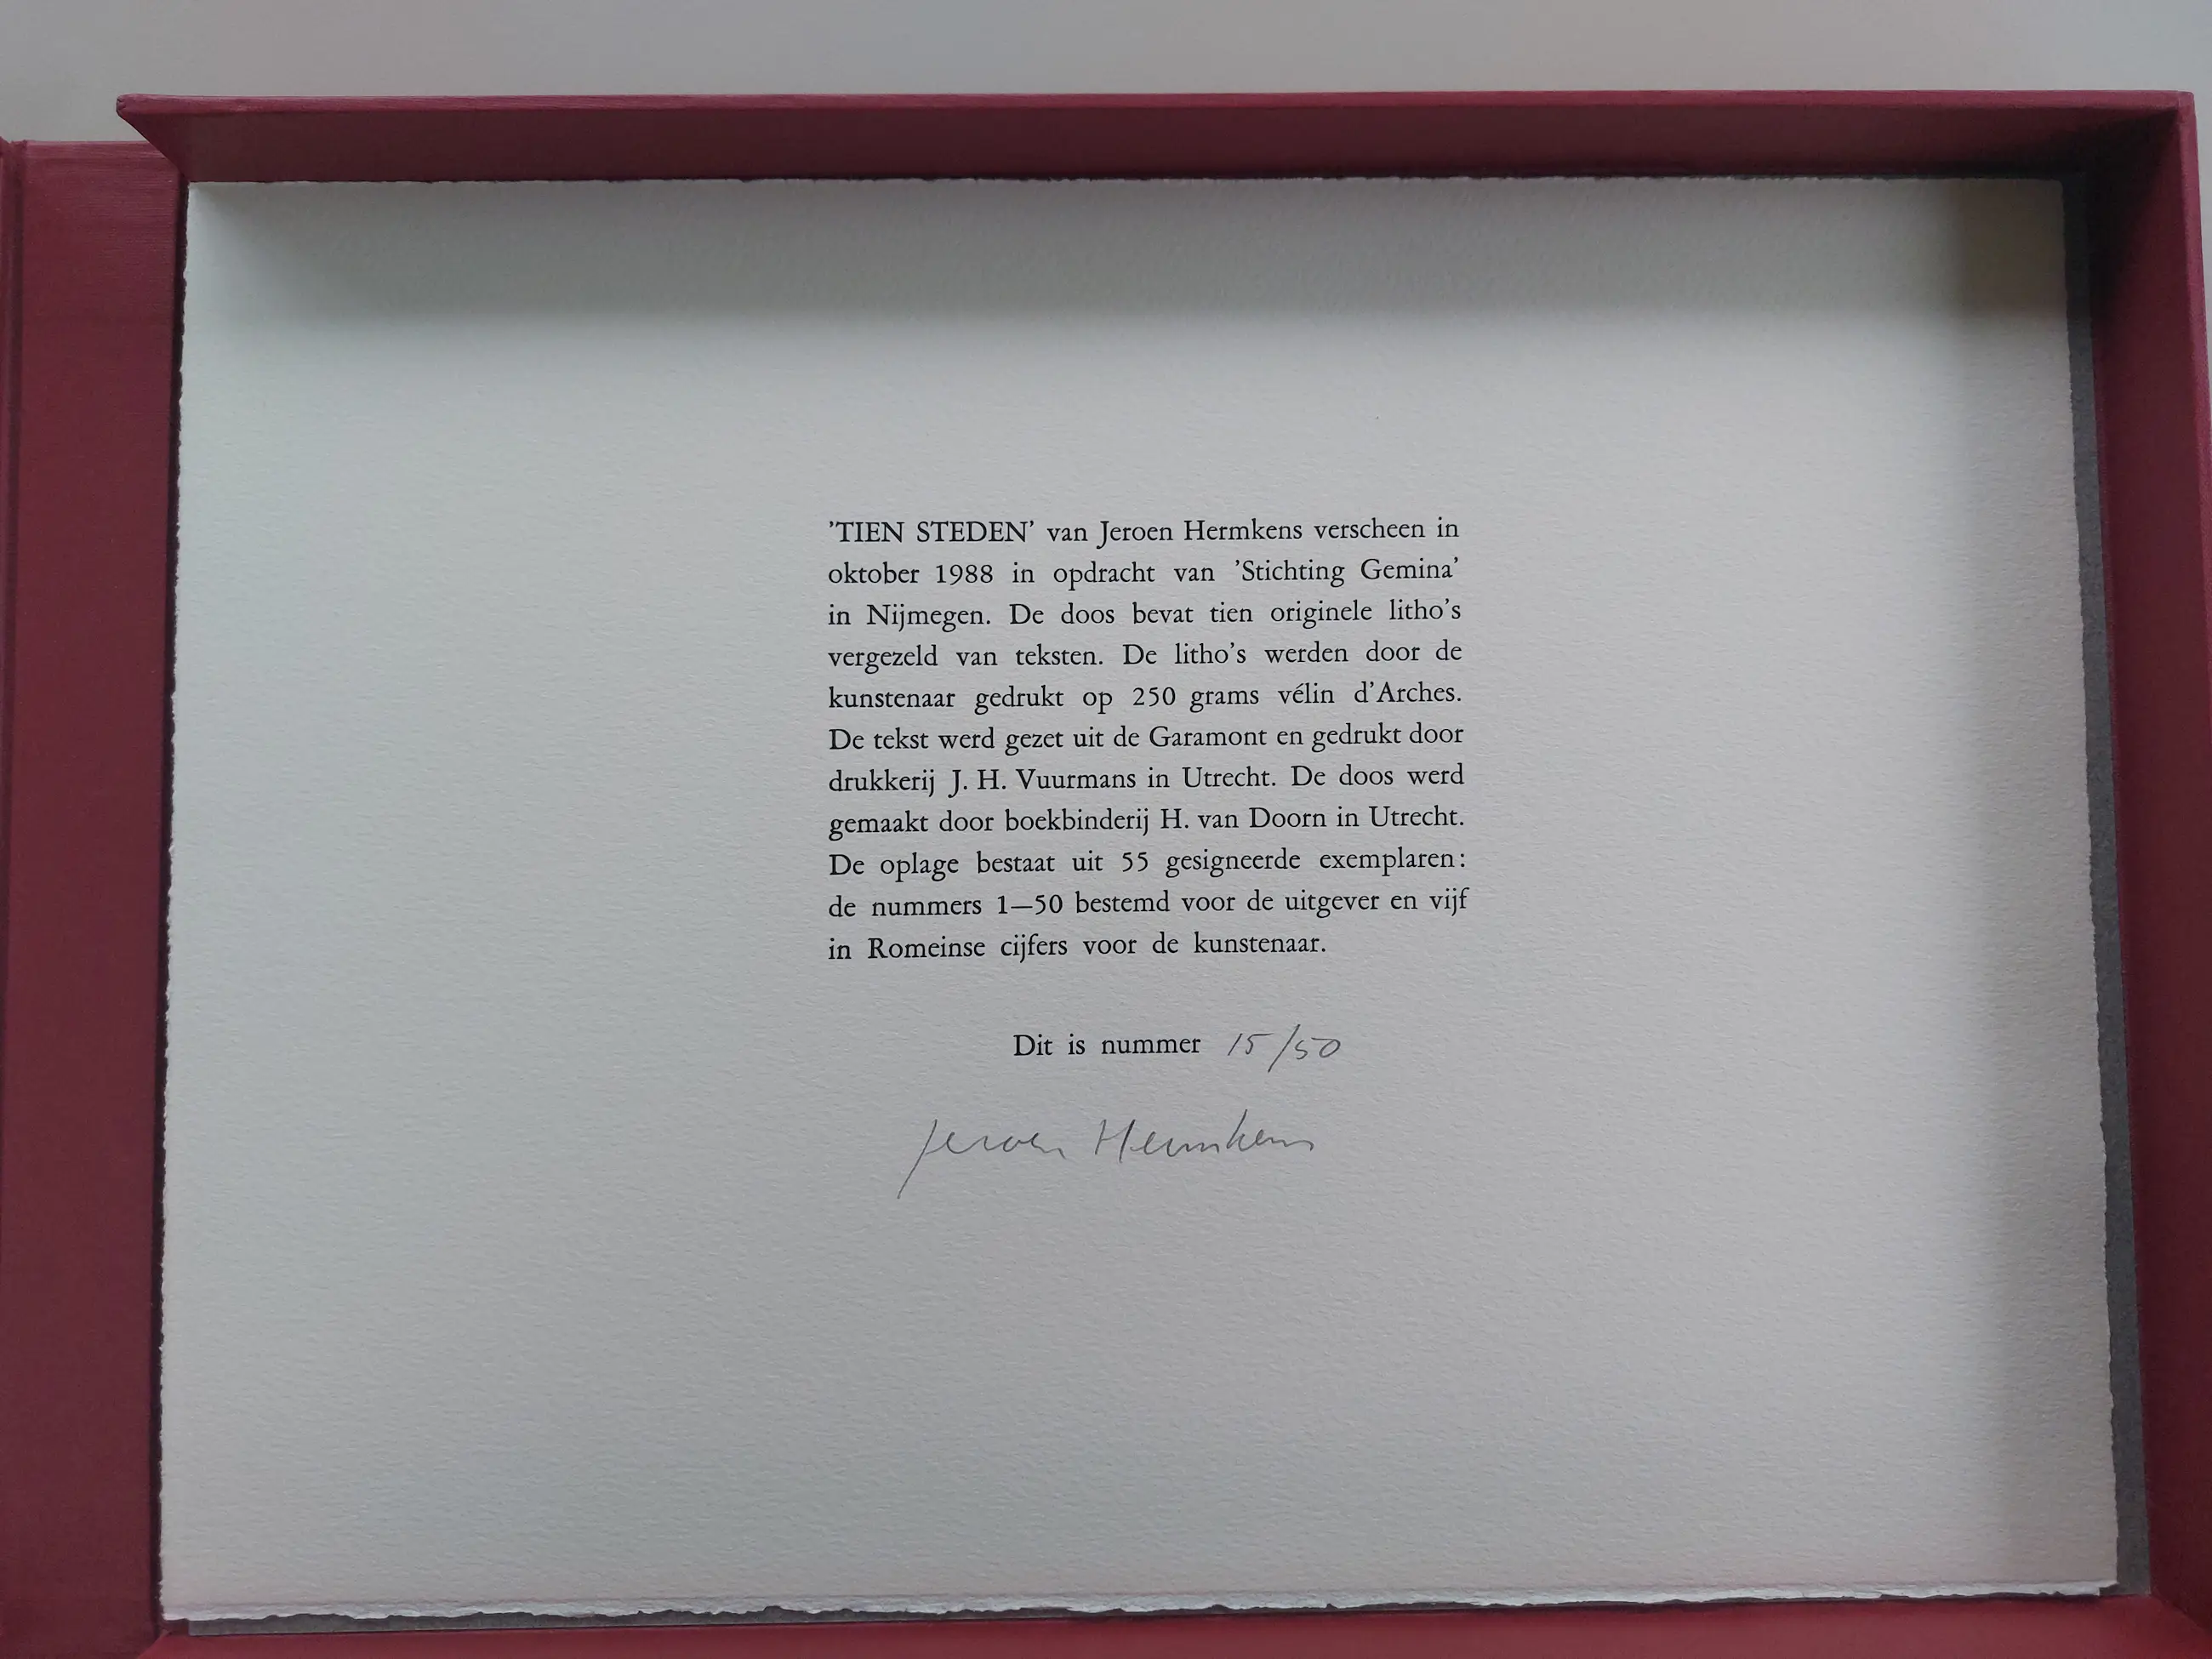 ’TIEN STEDEN’ van Jeroen Hermkens verscheen in
oktober 1988 in opdracht van ’Stichting Gemina’
in Nijmegen. De doos bevat tien originele litho’s
vergezeld van teksten. De litho’s werden door de
kunstenaar gedrukt op 250 grams vélin d’Arches.
De tekst werd gezet uit de Garamont en gedrukt door
drukkerij J. H. Vuurmans in Utrecht. De doos werd
gemaakt door boekbinderij H. van Doorn in Utrecht.
De oplage bestaat uit 55 gesigneerde exemplaren:
de nummers 1—50 bestemd voor de uitgever en vijf
in Romeinse cijfers voor de kunstenaar.
Dit is nummer 15/50
Jeroen Hermkens